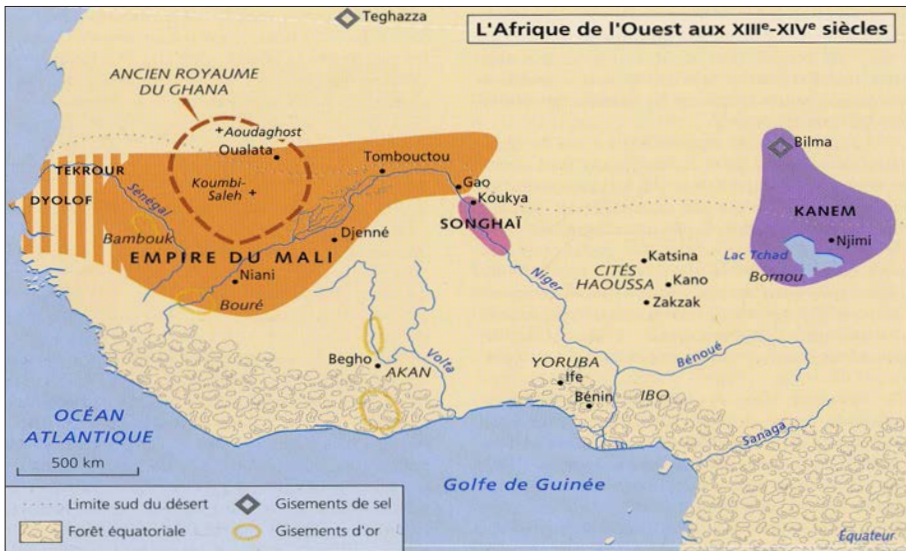 Teghazza
L'Afrique de l'Ouest aux XIIIe-XIVe siècles
ANCIEN ROYAUME
DU GHANA
Aoudaghost
Oualata
Bilma
Tombouctou
TEKROUR
Gao
Koumbi-
Saleh
Koukya
DYOLOF
Sénégal
KANEM
SONGHAÏ
Bambouk
Djenné
Njimi
EMPIRE DU MALI
Lac Tchad
Katsina
Bornou
CITÉS
HAOUSSA
Niani
Niger
Kano
Bouré
Zakzak
Begho
Volta
YORUBA
Bénoué
AKAN
Ife
IBO
Bénin
OCÉAN
ATLANTIQUE
Sanaga
500 km
Golfe de Guinée
Limite sud du désert
Gisements de sel
Forêt équatoriale
Gisements d'or
Équateur